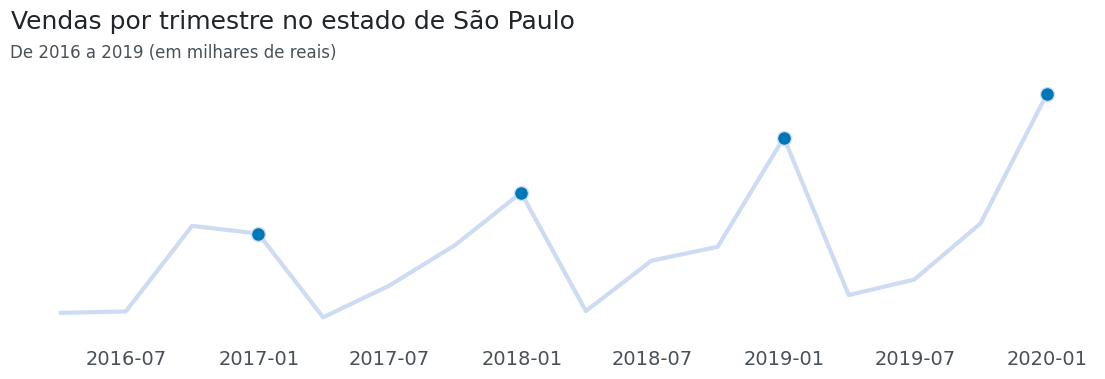 Vendas por trimestre no estado de São Paulo
De 2016 a 2019 (em milhares de reais)
2016-07 2017-01 2017-07 2018-01 2018-07 2019-01 2019-07 2020-01